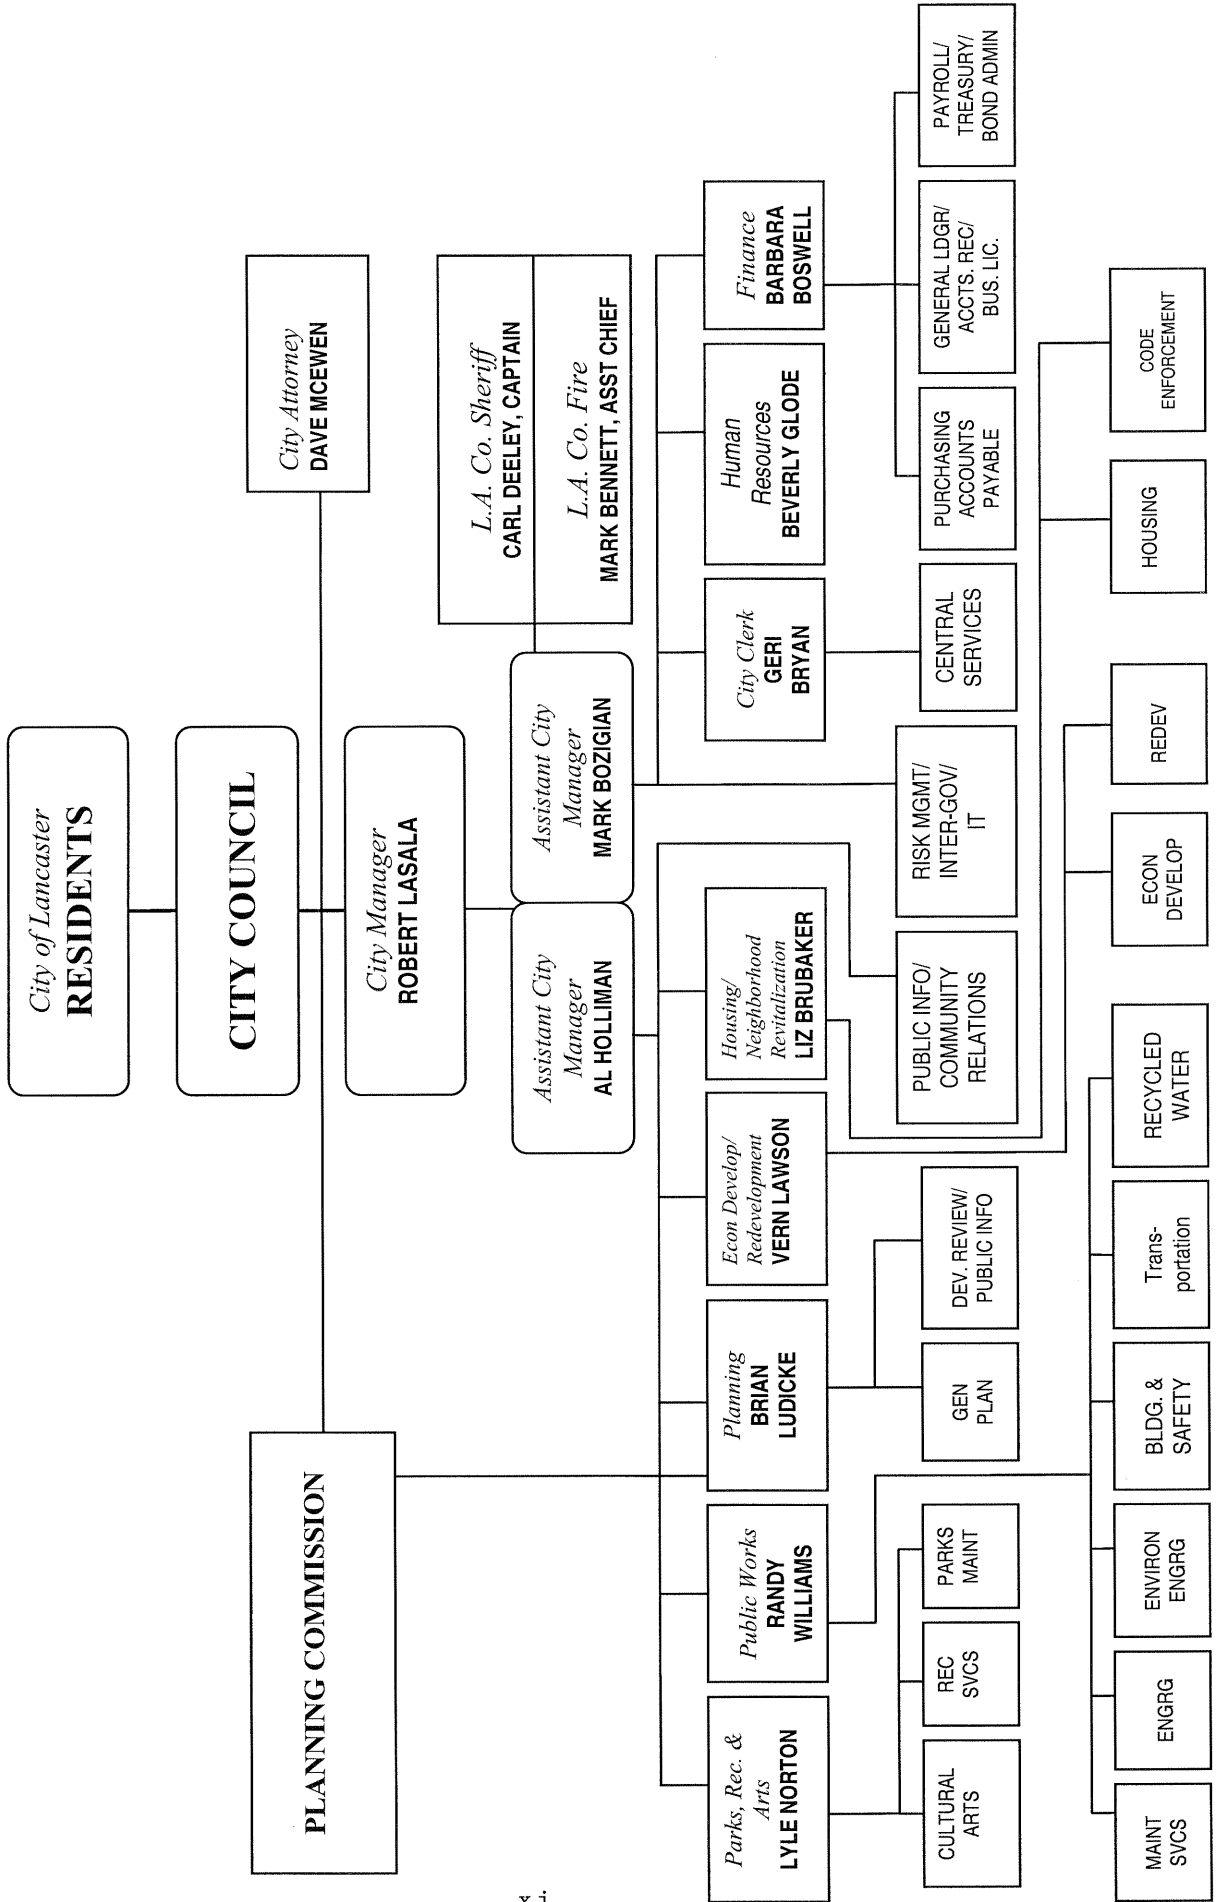 City of Lancaster
RESIDENTS
CITY COUNCIL
City Manager
ROBERT LASALA
PLANNING COMMISSION
City Attorney
DAVE MCEWEN
Assistant City
Manager
AL HOLLIMAN
Assistant City
Manager
MARK BOZIGIAN
L.A. Co. Sheriff
CARL DEELEY, CAPTAIN
L.A. Co. Fire
MARK BENNETT, ASST CHIEF
Parks, Rec. &
Arts
LYLE NORTON
Public Works
RANDY
WILLIAMS
Planning
BRIAN
LUDICKE
Econ Develop/
Redevelopment
VERN LAWSON
Housing/
Neighborhood
Revitalization
LIZ BRUBAKER
City Clerk
GERI
BRYAN
Human
Resources
BEVERLY GLODE
Finance
BARBARA
BOSWELL
CULTURAL
ARTS
REC
SVCS
PARKS
MAINT
GEN
PLAN
DEV. REVIEW/
PUBLIC INFO
PUBLIC INFO/
COMMUNITY
RELATIONS
RISK MGMT/
INTER-GOV/
IT
CENTRAL
SERVICES
PURCHASING
ACCOUNTS
PAYABLE
GENERAL LDGR/
ACCTS. REC/
BUS. LIC.
PAYROLL/
TREASURY/
BOND ADMIN
MAINT
SVCS
ENGRG
ENVIRON
ENGRG
BLDG. &
SAFETY
Trans-
portation
RECYCLED
WATER
ECON
DEVELOP
REDEV
HOUSING
CODE
ENFORCEMENT
xi